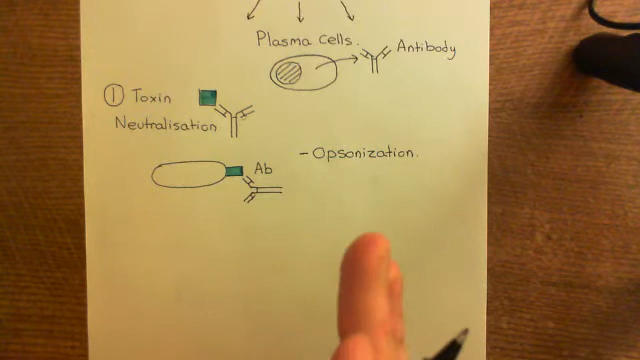 Plasma Cells.
Antibody
① Toxin
Neutralisation
Ab
- Opsonization.